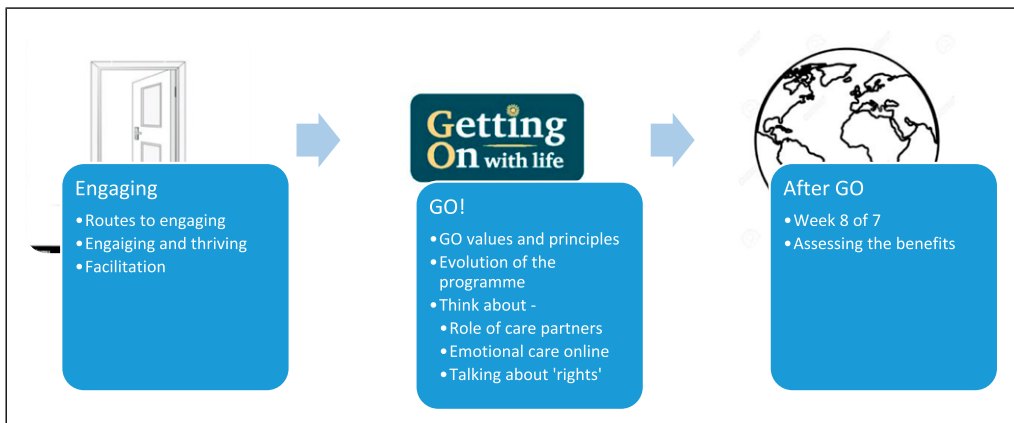 Engaging
•Routes to engaging
•Engaiging and thriving
•Facilitation
Getting
On with life
GO!
•GO values and principles
•Evolution of the
programme
•Think about -
•Role of care partners
•Emotional care online
•Talking about 'rights'
After GO
•Week 8 of 7
•Assessing the benefits